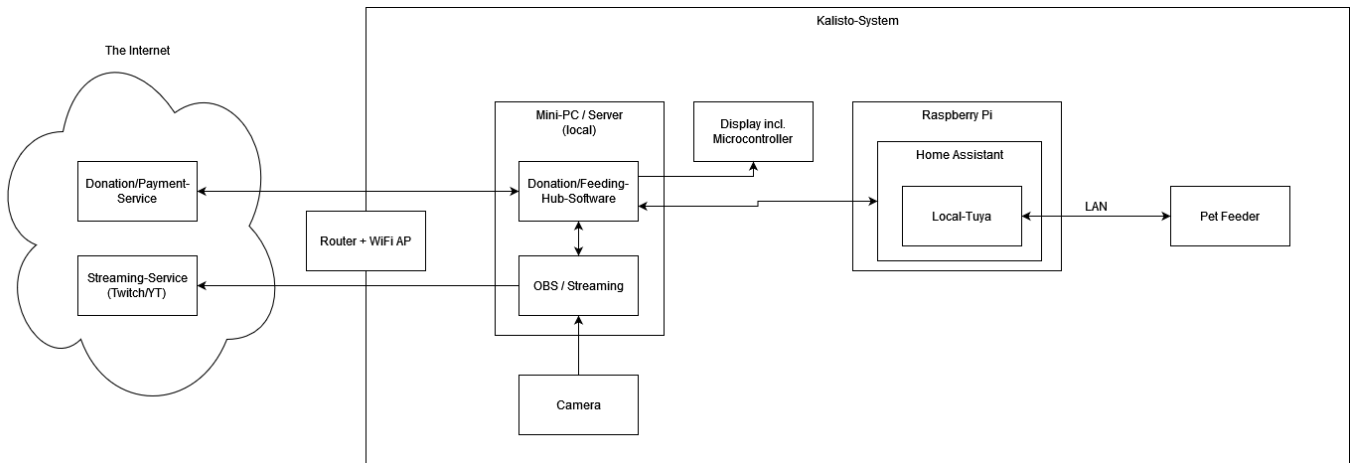 Kalisto-System
The Internet
Mini-PC / Server
(local)
Display incl.
Microcontroller
Raspberry Pi
Home Assistant
Donation/Payment-
Service
Donation/Feeding-
Hub-Software
Local-Tuya
LAN
Pet Feeder
Router + WiFi AP
Streaming-Service
(Twitch/YT)
OBS / Streaming
Camera